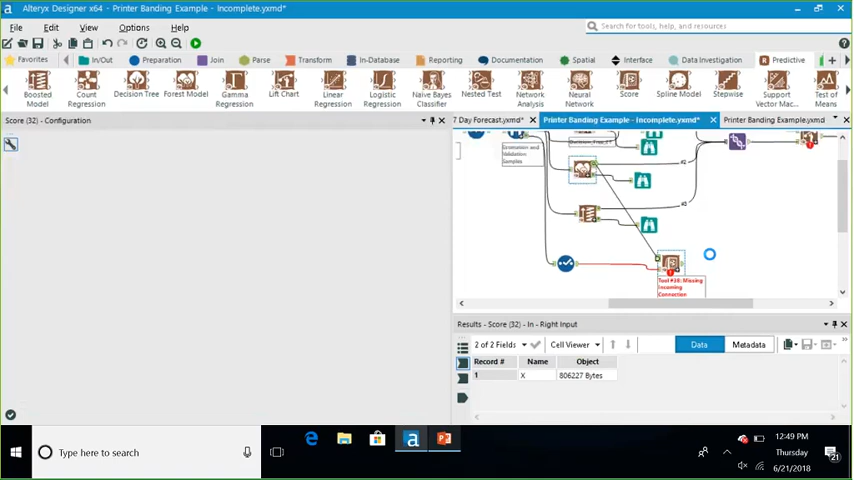 Alteryx Designer x64 - Printer Banding Example - Incomplete.yxmd*
File Edit View Options Help
Search for tools, help, and resources
Favorites In/Out Preparation Join Parse Transform In-Database Reporting Documentation Spatial Interface Data Investigation Predictive
Boosted Model
Count Regression
Decision Tree
Forest Model
Gamma Regression
Lift Chart
Linear Regression
Logistic Regression
Naive Bayes Classifier
Nested Test
Network Analysis
Neural Network
Score
Spline Model
Stepwise
Support Vector Mac...
Test of Means
Score (32) - Configuration
7 Day Forecast.yxmd*
Printer Banding Example - Incomplete.yxmd*
Printer Banding Example.yxmd
Estimation and
Validation
Samples
#2
Tool #38: Missing
Incoming
Connection
Results - Score (32) - In - Right Input
2 of 2 Fields Cell Viewer Data Metadata
Record # Name Object
1 X 806227 Bytes
Type here to search
12:49 PM
Thursday
6/21/2018
21